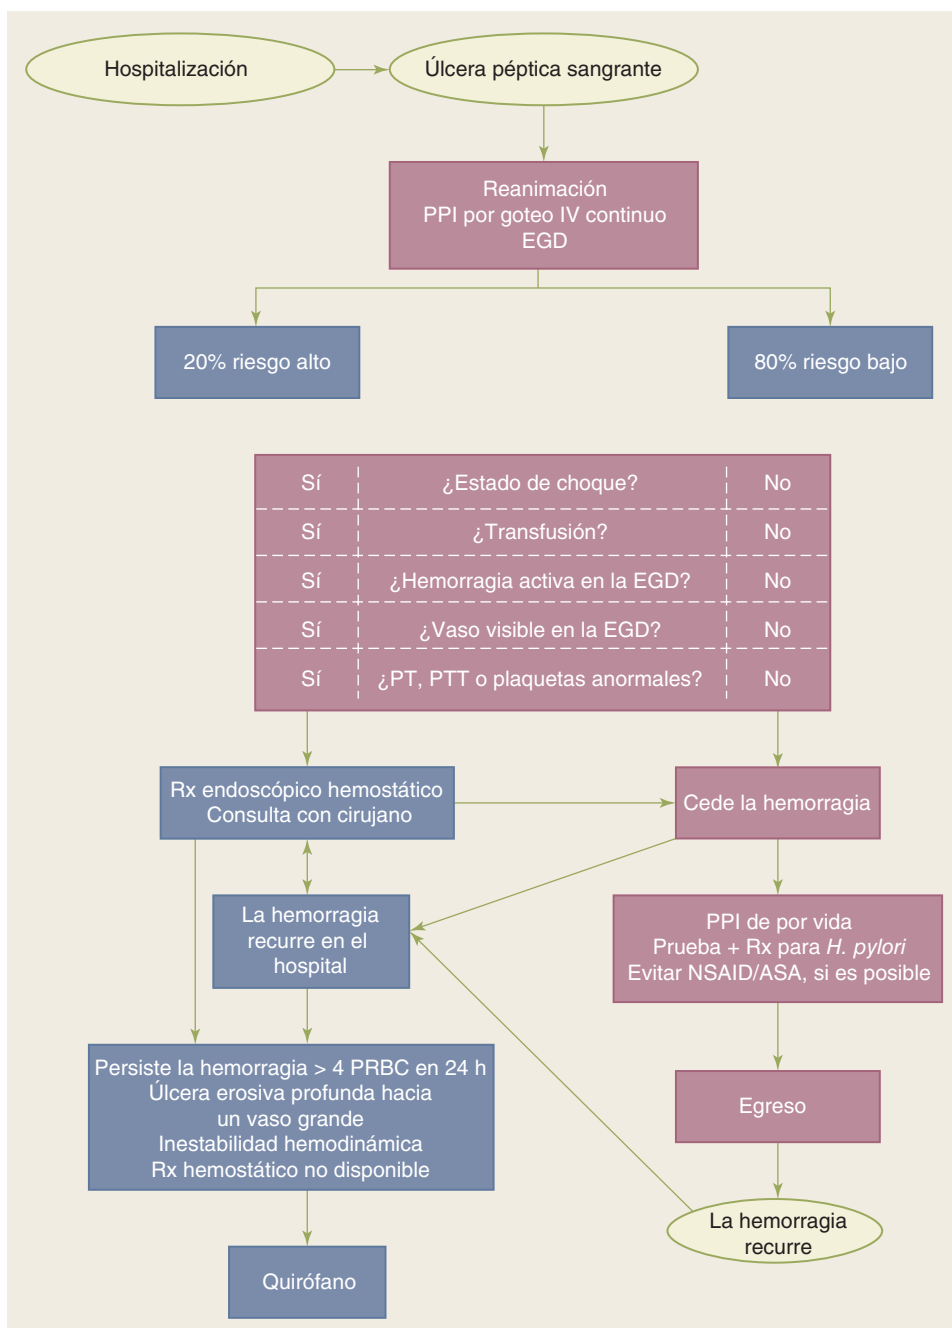 Hospitalización
Úlcera péptica sangrante
Reanimación
PPI por goteo IV continuo
EGD
20% riesgo alto
80% riesgo bajo
Sí ¿Estado de choque? No
Sí ¿Transfusión? No
Sí ¿Hemorragia activa en la EGD? No
Sí ¿Vaso visible en la EGD? No
Sí ¿PT, PTT o plaquetas anormales? No
Rx endoscópico hemostático
Consulta con cirujano
Cede la hemorragia
La hemorragia
recurre en el
hospital
PPI de por vida
Prueba + Rx para H. pylori
Evitar NSAID/ASA, si es posible
Persiste la hemorragia > 4 PRBC en 24 h
Úlcera erosiva profunda hacia
un vaso grande
Inestabilidad hemodinámica
Rx hemostático no disponible
Egreso
La hemorragia
recurre
Quirófano